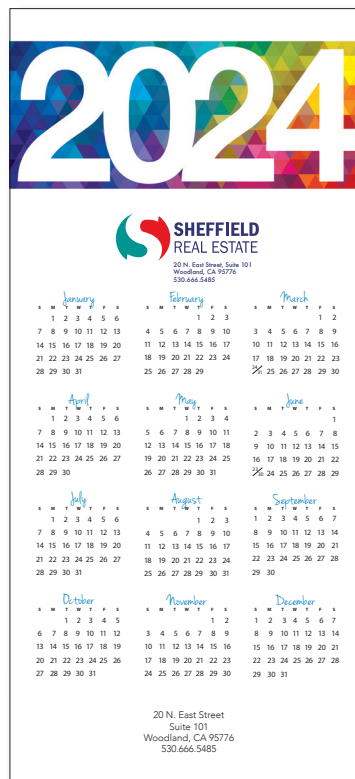 2024
SHEFFIELD
REAL ESTATE
20 N. East Street, Suite 101
Woodland, CA 95776
530.666.5485
January
S M T W T F S
1 2 3 4 5 6
7 8 9 10 11 12 13
14 15 16 17 18 19 20
21 22 23 24 25 26 27
28 29 30 31
February
S M T W T F S
1 2 3
4 5 6 7 8 9 10
11 12 13 14 15 16 17
18 19 20 21 22 23 24
25 26 27 28 29
March
S M T W T F S
1 2
3 4 5 6 7 8 9
10 11 12 13 14 15 16
17 18 19 20 21 22 23
24/31 25 26 27 28 29 30
April
S M T W T F S
1 2 3 4 5 6
7 8 9 10 11 12 13
14 15 16 17 18 19 20
21 22 23 24 25 26 27
28 29 30
May
S M T W T F S
1 2 3 4
5 6 7 8 9 10 11
12 13 14 15 16 17 18
19 20 21 22 23 24 25
26 27 28 29 30 31
June
S M T W T F S
1
2 3 4 5 6 7 8
9 10 11 12 13 14 15
16 17 18 19 20 21 22
23/30 24 25 26 27 28 29
July
S M T W T F S
1 2 3 4 5 6
7 8 9 10 11 12 13
14 15 16 17 18 19 20
21 22 23 24 25 26 27
28 29 30 31
August
S M T W T F S
1 2 3
4 5 6 7 8 9 10
11 12 13 14 15 16 17
18 19 20 21 22 23 24
25 26 27 28 29 30 31
September
S M T W T F S
1 2 3 4 5 6 7
8 9 10 11 12 13 14
15 16 17 18 19 20 21
22 23 24 25 26 27 28
29 30
October
S M T W T F S
1 2 3 4 5
6 7 8 9 10 11 12
13 14 15 16 17 18 19
20 21 22 23 24 25 26
27 28 29 30 31
November
S M T W T F S
1 2
3 4 5 6 7 8 9
10 11 12 13 14 15 16
17 18 19 20 21 22 23
24 25 26 27 28 29 30
December
S M T W T F S
1 2 3 4 5 6 7
8 9 10 11 12 13 14
15 16 17 18 19 20 21
22 23 24 25 26 27 28
29 30 31
20 N. East Street
Suite 101
Woodland, CA 95776
530.666.5485